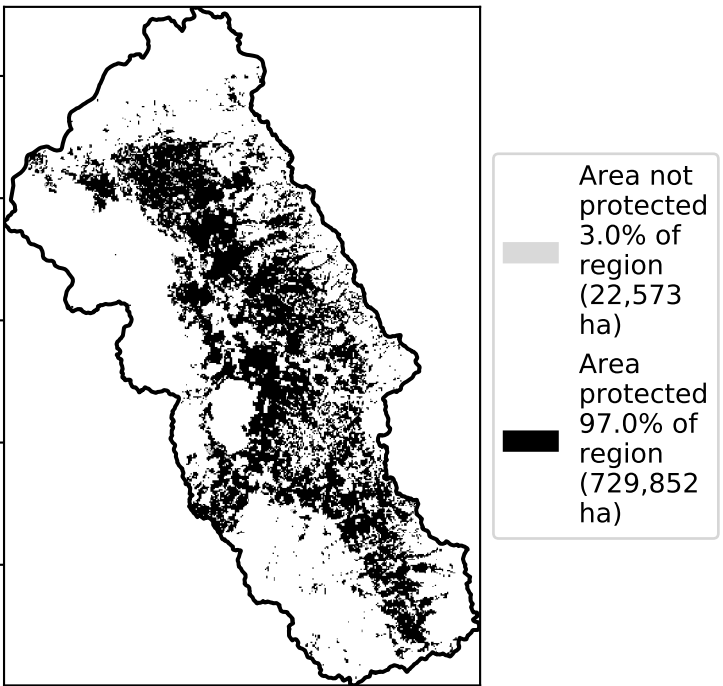 Area not
protected
3.0% of
region
(22,573
ha)
Area
protected
97.0% of
region
(729,852
ha)